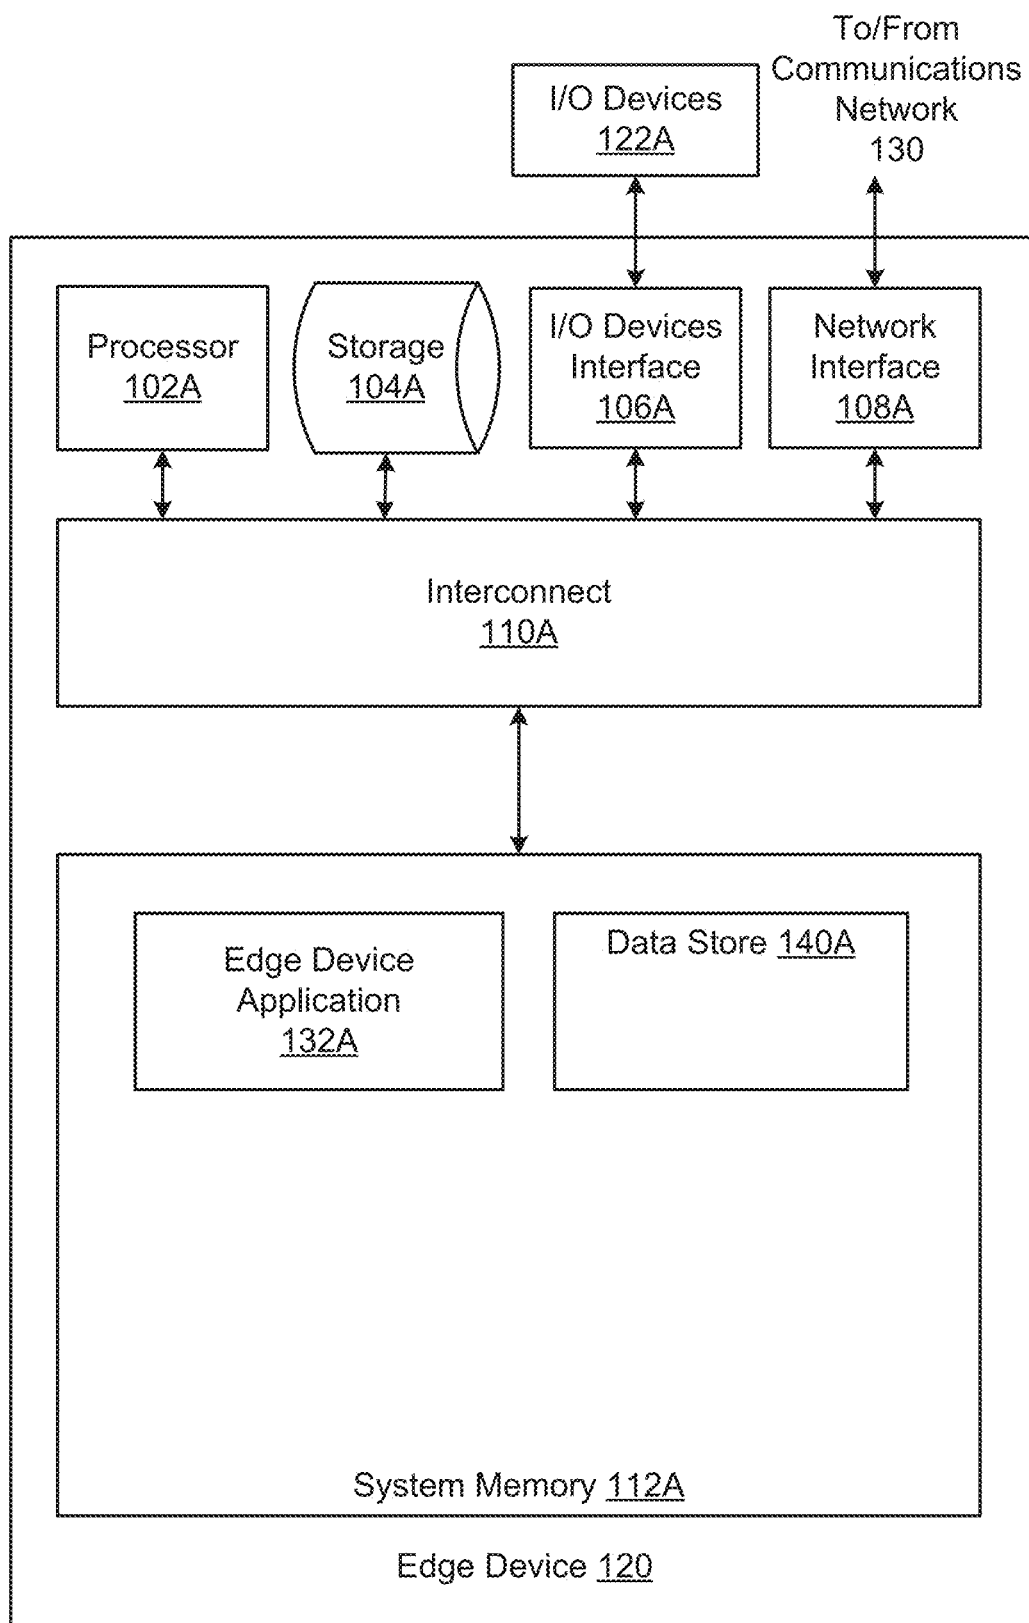 To/From
Communications
Network
130
I/O Devices
122A
Processor
102A
Storage
104A
I/O Devices
Interface
106A
Network
Interface
108A
Interconnect
110A
Edge Device
Application
132A
Data Store 140A
System Memory 112A
Edge Device 120